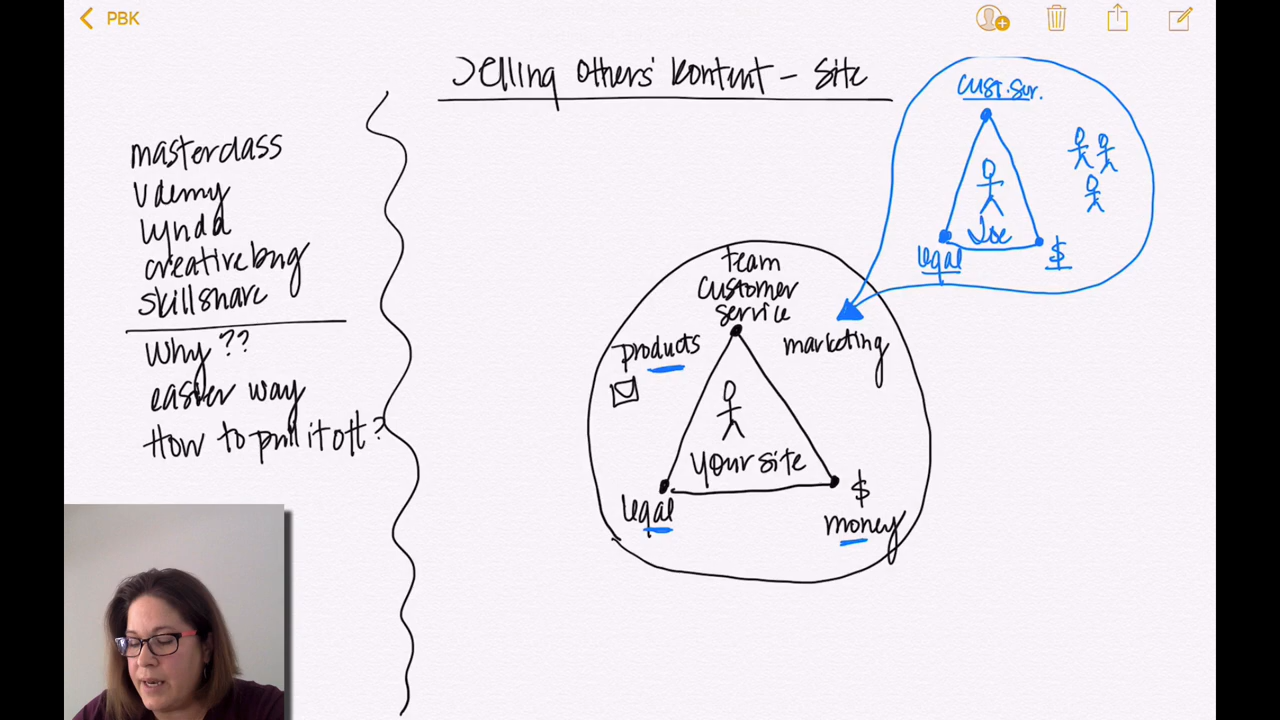 PBK
Selling Others' Kontent - Site
masterclass
Udemy
Lynda
creativebug
skillshare
Why ??
easier way
How to pull it off?
cust. sur.
Joe
legal
$
team
customer
service
products
marketing
your site
legal
$
money